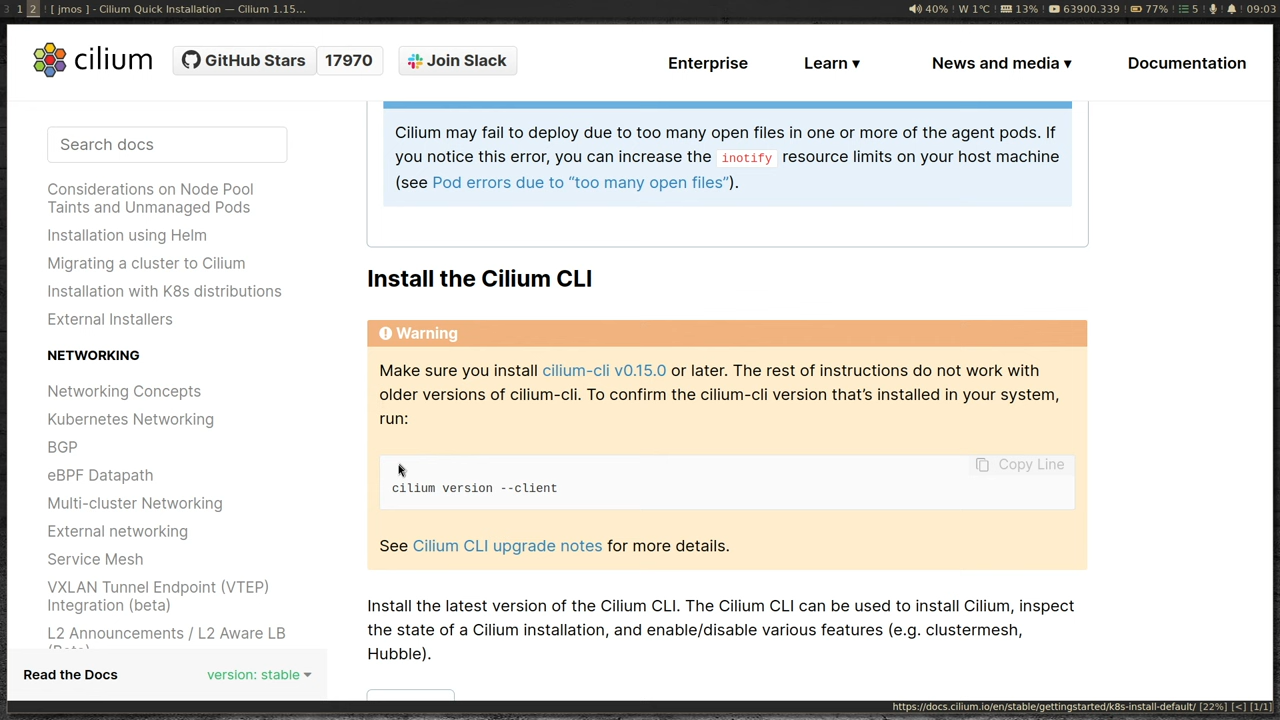 3 1 2 [ jmos ] - Cilium Quick Installation — Cilium 1.15...
40% W 1°C 13% 63900.339 77% 5 09:03
cilium GitHub Stars 17970 Join Slack Enterprise Learn ▾ News and media ▾ Documentation
Search docs
Considerations on Node Pool
Taints and Unmanaged Pods
Installation using Helm
Migrating a cluster to Cilium
Installation with K8s distributions
External Installers
NETWORKING
Networking Concepts
Kubernetes Networking
BGP
eBPF Datapath
Multi-cluster Networking
External networking
Service Mesh
VXLAN Tunnel Endpoint (VTEP)
Integration (beta)
L2 Announcements / L2 Aware LB
(Beta)
Read the Docs version: stable
Cilium may fail to deploy due to too many open files in one or more of the agent pods. If
you notice this error, you can increase the inotify resource limits on your host machine
(see Pod errors due to “too many open files”).
Install the Cilium CLI
Warning
Make sure you install cilium-cli v0.15.0 or later. The rest of instructions do not work with
older versions of cilium-cli. To confirm the cilium-cli version that’s installed in your system,
run:
Copy Line
cilium version --client
See Cilium CLI upgrade notes for more details.
Install the latest version of the Cilium CLI. The Cilium CLI can be used to install Cilium, inspect
the state of a Cilium installation, and enable/disable various features (e.g. clustermesh,
Hubble).
https://docs.cilium.io/en/stable/gettingstarted/k8s-install-default/ [22%] [<] [1/1]